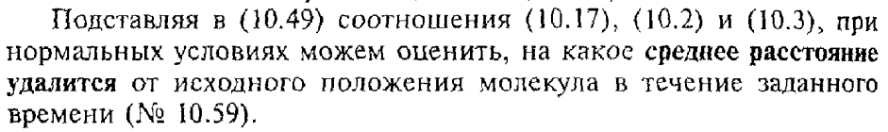 Подставляя в (10.49) соотношения (10.17), (10.2) и (10.3), при
нормальных условиях можем оценить, на какое среднее расстояние
удалится от исходного положения молекула в течение заданного
времени (№ 10.59).